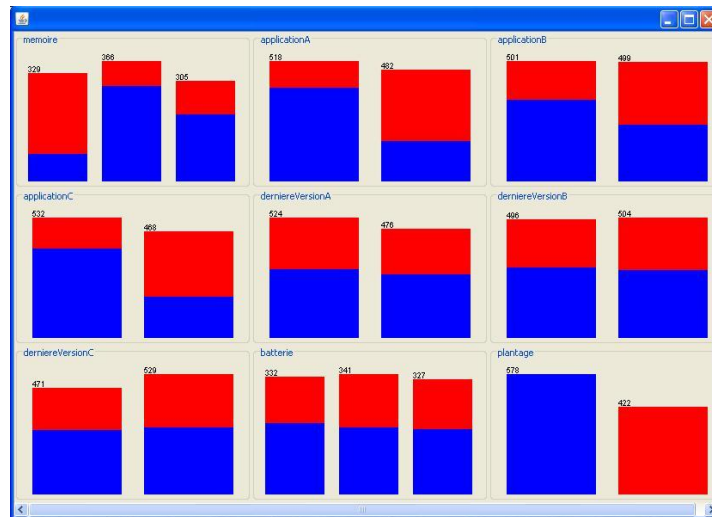 memoire
329
366
305
applicationA
518
482
applicationB
501
499
applicationC
532
468
derniereVersionA
524
476
derniereVersionB
496
504
derniereVersionC
471
529
batterie
332
341
327
plantage
578
422